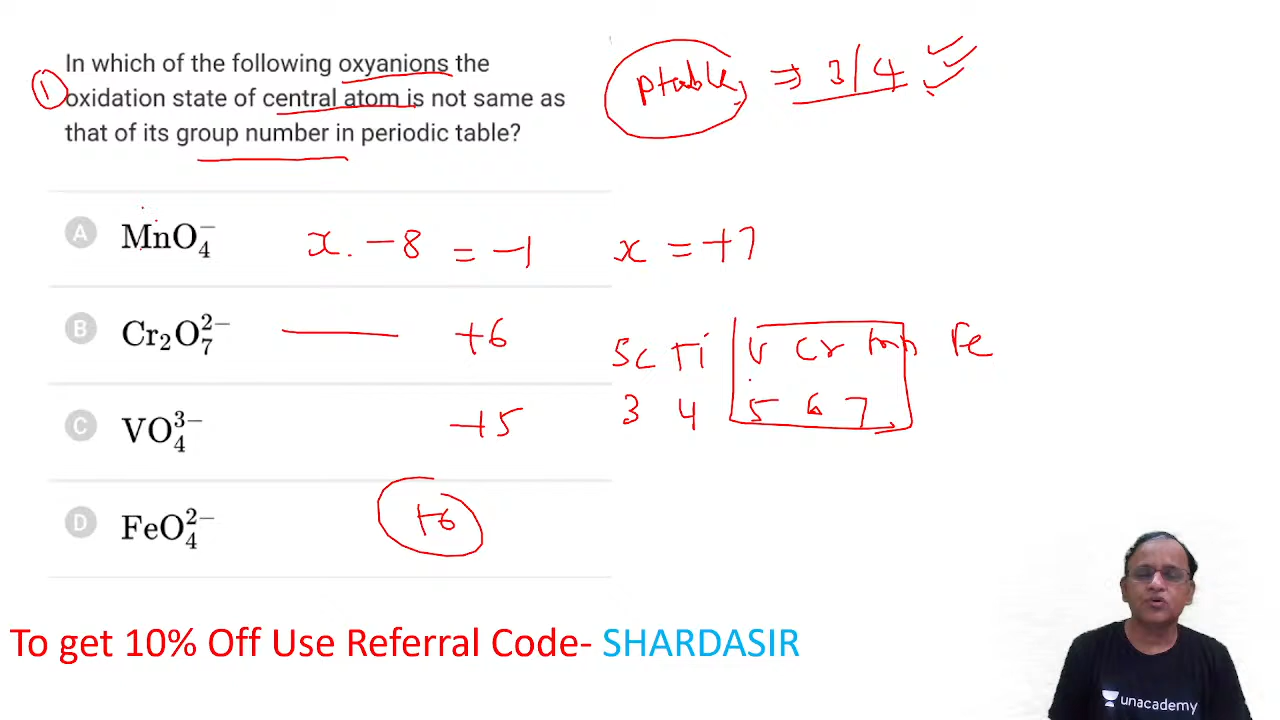 In which of the following oxyanions the
oxidation state of central atom is not same as
that of its group number in periodic table?
1
ptable ⇒ 3/4
A MnO₄⁻ x. -8 = -1 x = +7
B Cr₂O₇²⁻ +6
Sc Ti V Cr Mn Fe
3 4 5 6 7
C VO₄³⁻ +5
D FeO₄²⁻ +6
To get 10% Off Use Referral Code- SHARDASIR
unacademy